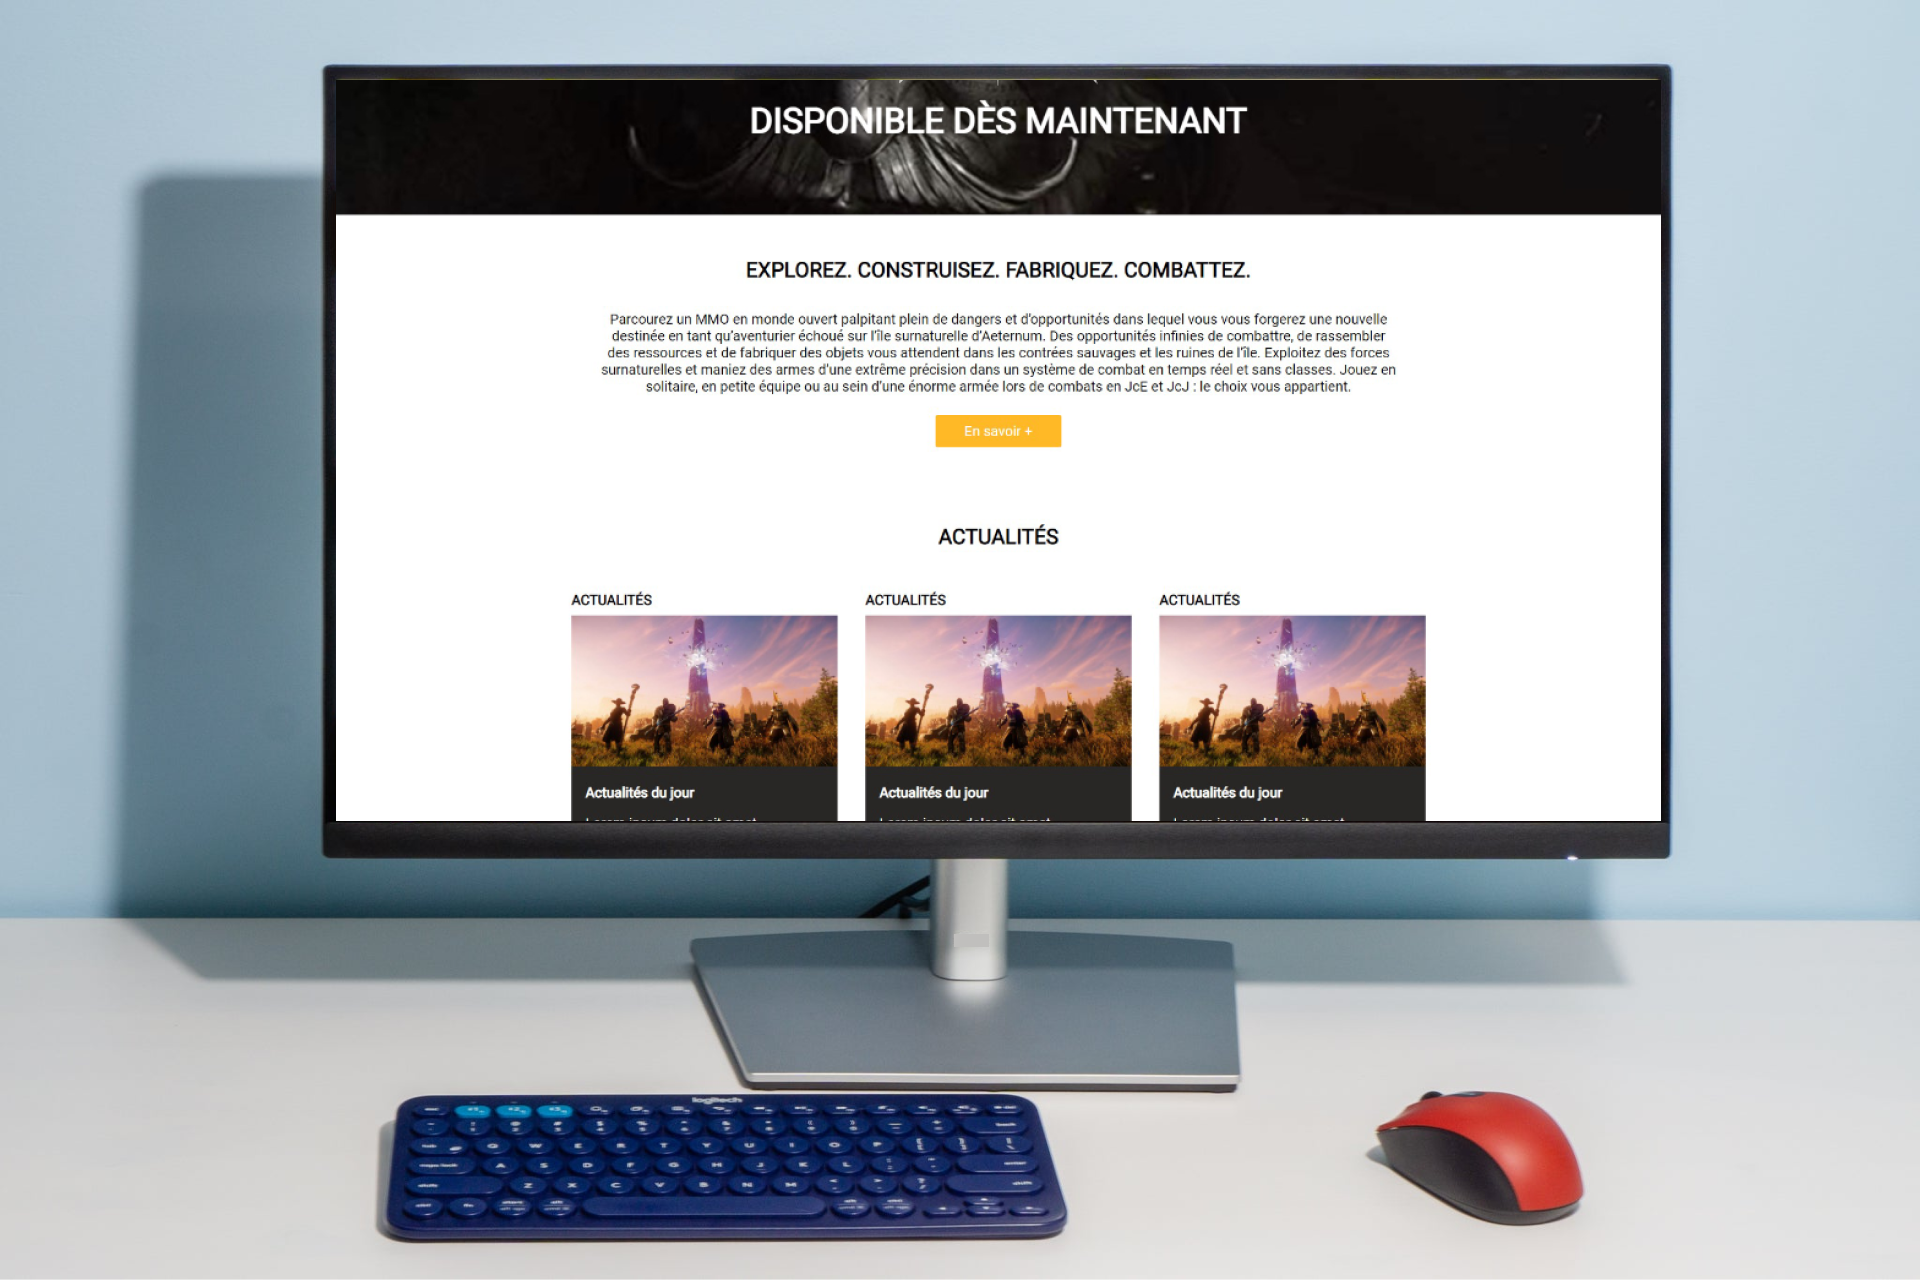 DISPONIBLE DÈS MAINTENANT
EXPLOREZ. CONSTRUISEZ. FABRIQUEZ. COMBATTEZ.
Parcourez un MMO en monde ouvert palpitant plein de dangers et d'opportunités dans lequel vous vous forgerez une nouvelle
destinée en tant qu'aventurier échoué sur l'île surnaturelle d'Aeternum. Des opportunités infinies de combattre, de rassembler
des ressources et de fabriquer des objets vous attendent dans les contrées sauvages et les ruines de l'île. Exploitez des forces
surnaturelles et maniez des armes d'une extrême précision dans un système de combat en temps réel et sans classes. Jouez en
solitaire, en petite équipe ou au sein d'une énorme armée lors de combats en JcE et JcJ : le choix vous appartient.
En savoir +
ACTUALITÉS
ACTUALITÉS ACTUALITÉS ACTUALITÉS
Actualités du jour Actualités du jour Actualités du jour
logitech
Q W E R T Y U I O P
A S D F G H J K L
Z X C V B N M